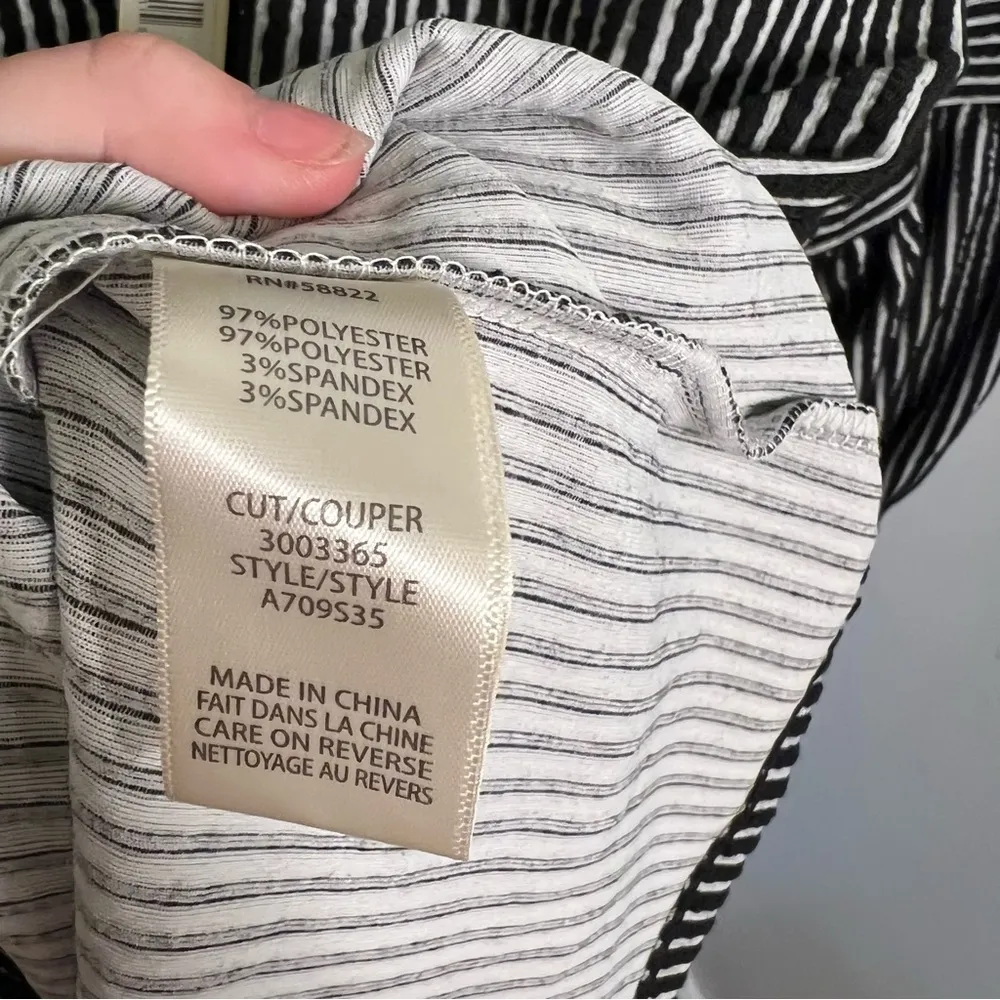 RN#58822
97%POLYESTER
97%POLYESTER
3%SPANDEX
3%SPANDEX
CUT/COUPER
3003365
STYLE/STYLE
A709S35
MADE IN CHINA
FAIT DANS LA CHINE
CARE ON REVERSE
NETTOYAGE AU REVERS